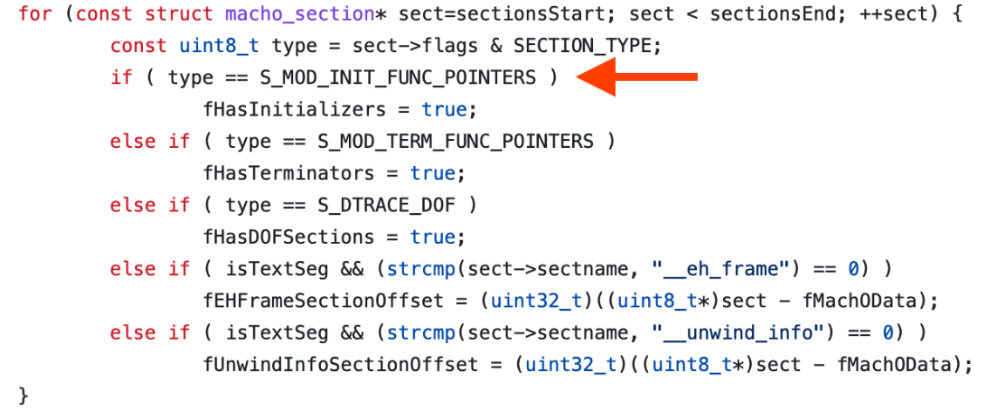 for (const struct macho_section* sect=sectionsStart; sect < sectionsEnd; ++sect) {
const uint8_t type = sect->flags & SECTION_TYPE;
if ( type == S_MOD_INIT_FUNC_POINTERS )
fHasInitializers = true;
else if ( type == S_MOD_TERM_FUNC_POINTERS )
fHasTerminators = true;
else if ( type == S_DTRACE_DOF )
fHasDOFSections = true;
else if ( isTextSeg && (strcmp(sect->sectname, "__eh_frame") == 0) )
fEHFrameSectionOffset = (uint32_t)((uint8_t*)sect - fMachOData);
else if ( isTextSeg && (strcmp(sect->sectname, "__unwind_info") == 0) )
fUnwindInfoSectionOffset = (uint32_t)((uint8_t*)sect - fMachOData);
}